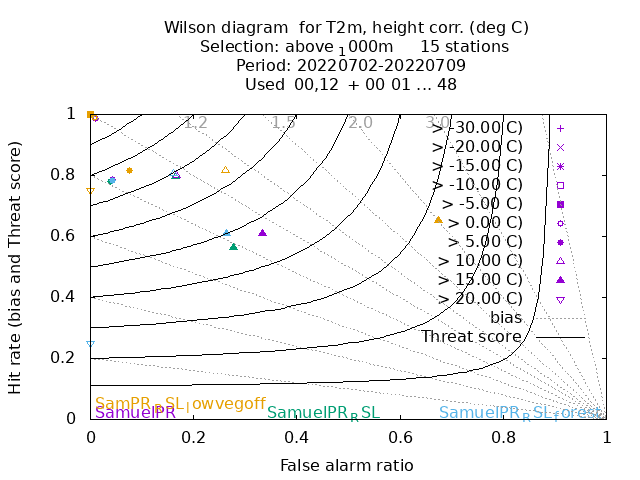 Wilson diagram  for T2m, height corr. (deg C)
Selection: above 1000m     15 stations
Period: 20220702-20220709
Used  00,12  + 00 01 ... 48
1.2 1.5 2.0 3.0
> -30.00 C)
> -20.00 C)
> -15.00 C)
> -10.00 C)
> -5.00 C)
> 0.00 C)
> 5.00 C)
> 10.00 C)
> 15.00 C)
> 20.00 C)
bias
Threat score
1
0.8
0.6
0.4
0.2
0
Hit rate (bias and Threat score)
SamPRRSLlowvegoff
SamuelPR SamuelPRRSL SamuelPRRSLforest
0 0.2 0.4 0.6 0.8 1
False alarm ratio